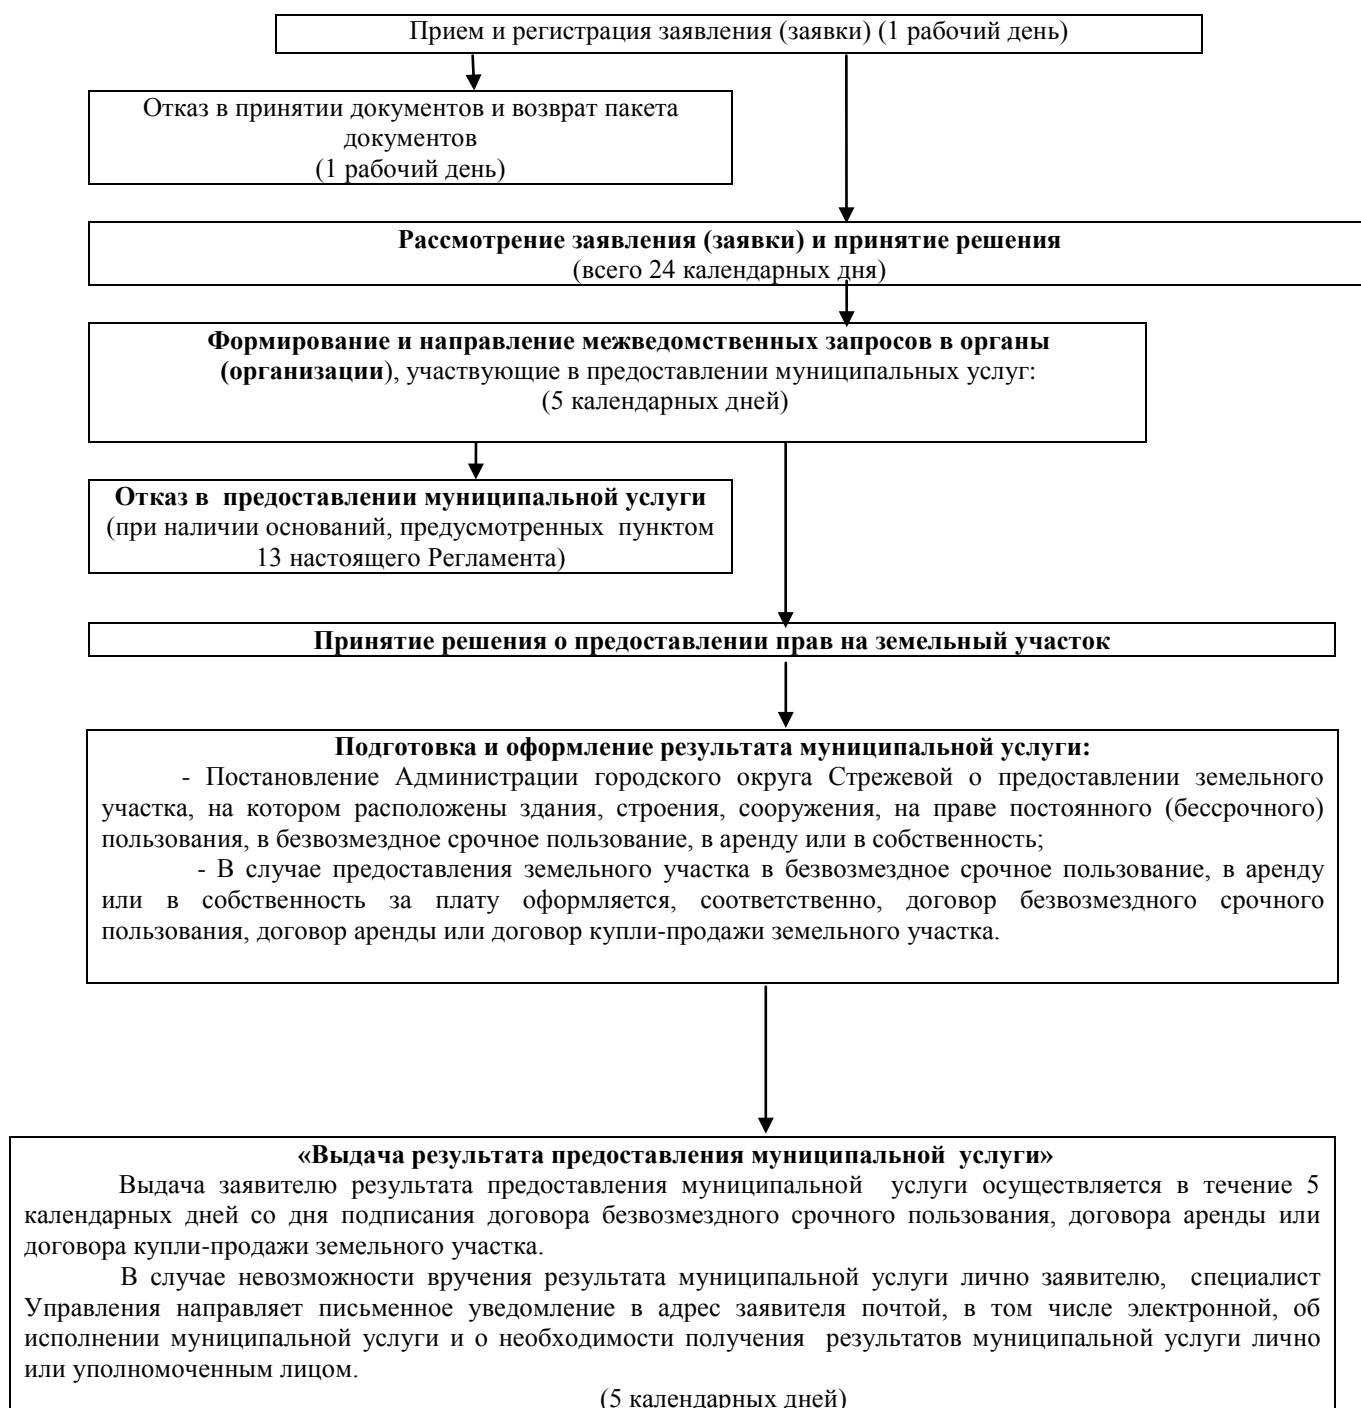 Прием и регистрация заявления (заявки) (1 рабочий день)
Отказ в принятии документов и возврат пакета
документов
(1 рабочий день)
Рассмотрение заявления (заявки) и принятие решения
(всего 24 календарных дня)
Формирование и направление межведомственных запросов в органы
(организации), участвующие в предоставлении муниципальных услуг:
(5 календарных дней)
Отказ в предоставлении муниципальной услуги
(при наличии оснований, предусмотренных пунктом
13 настоящего Регламента)
Принятие решения о предоставлении прав на земельный участок
Подготовка и оформление результата муниципальной услуги:
- Постановление Администрации городского округа Стрежевой о предоставлении земельного
участка, на котором расположены здания, строения, сооружения, на праве постоянного (бессрочного)
пользования, в безвозмездное срочное пользование, в аренду или в собственность;
- В случае предоставления земельного участка в безвозмездное срочное пользование, в аренду
или в собственность за плату оформляется, соответственно, договор безвозмездного срочного
пользования, договор аренды или договор купли-продажи земельного участка.
«Выдача результата предоставления муниципальной услуги»
Выдача заявителю результата предоставления муниципальной услуги осуществляется в течение 5
календарных дней со дня подписания договора безвозмездного срочного пользования, договора аренды или
договора купли-продажи земельного участка.
В случае невозможности вручения результата муниципальной услуги лично заявителю, специалист
Управления направляет письменное уведомление в адрес заявителя почтой, в том числе электронной, об
исполнении муниципальной услуги и о необходимости получения результатов муниципальной услуги лично
или уполномоченным лицом.
(5 календарных дней)